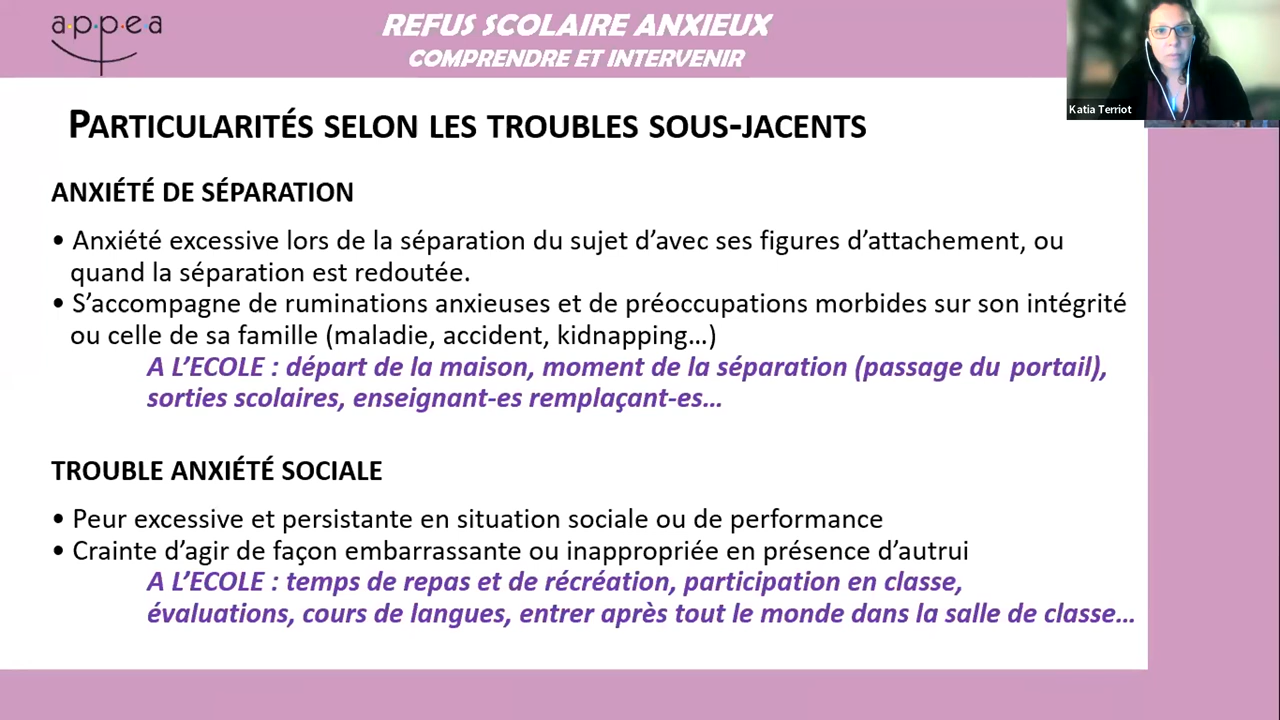 appea
REFUS SCOLAIRE ANXIEUX
COMPRENDRE ET INTERVENIR
Katia Terriot
PARTICULARITÉS SELON LES TROUBLES SOUS-JACENTS
ANXIÉTÉ DE SÉPARATION
• Anxiété excessive lors de la séparation du sujet d’avec ses figures d’attachement, ou
quand la séparation est redoutée.
• S’accompagne de ruminations anxieuses et de préoccupations morbides sur son intégrité
ou celle de sa famille (maladie, accident, kidnapping…)
A L’ECOLE : départ de la maison, moment de la séparation (passage du portail),
sorties scolaires, enseignant-es remplaçant-es…
TROUBLE ANXIÉTÉ SOCIALE
• Peur excessive et persistante en situation sociale ou de performance
• Crainte d’agir de façon embarrassante ou inappropriée en présence d’autrui
A L’ECOLE : temps de repas et de récréation, participation en classe,
évaluations, cours de langues, entrer après tout le monde dans la salle de classe…